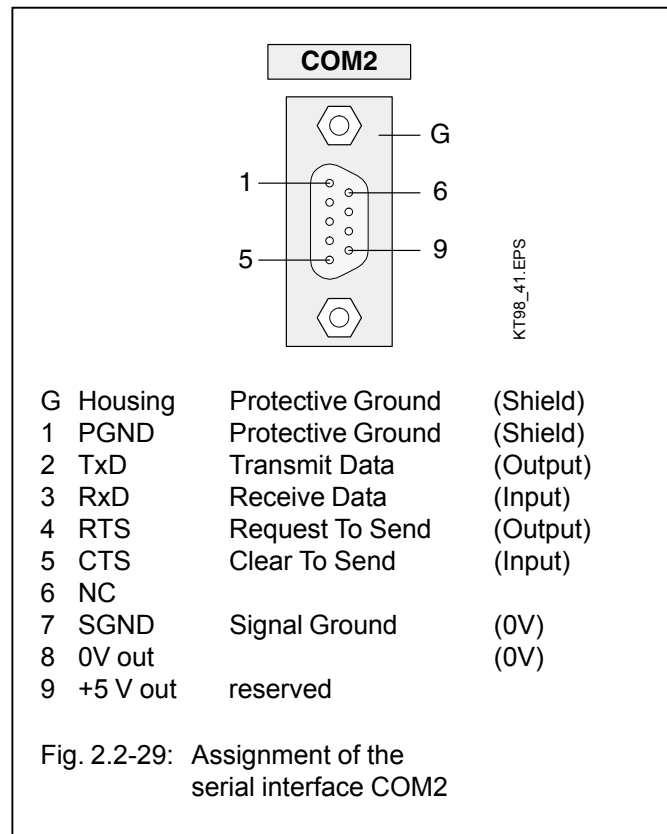 COM2
G
1
6
5
9
KT98_41.EPS
G Housing Protective Ground (Shield)
1 PGND Protective Ground (Shield)
2 TxD Transmit Data (Output)
3 RxD Receive Data (Input)
4 RTS Request To Send (Output)
5 CTS Clear To Send (Input)
6 NC
7 SGND Signal Ground (0V)
8 0V out (0V)
9 +5 V out reserved
Fig. 2.2-29: Assignment of the
serial interface COM2